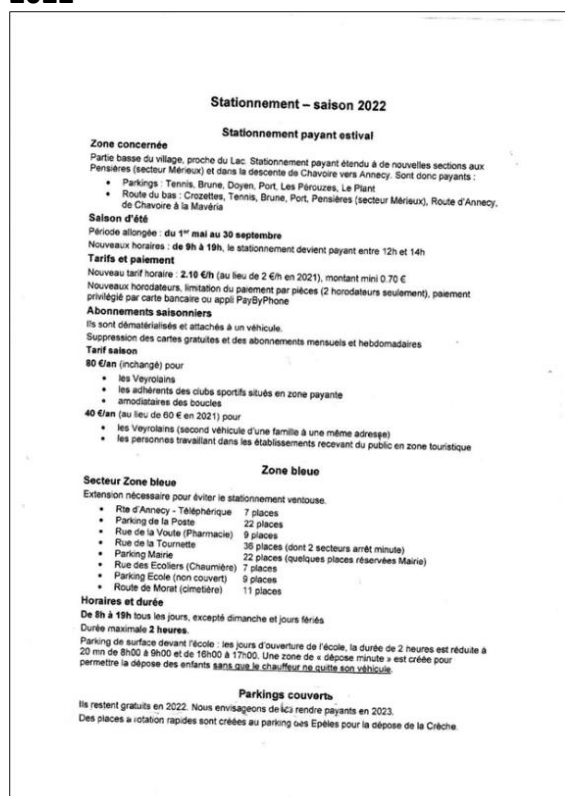 2022
Stationnement – saison 2022
Stationnement payant estival
Zone concernée
Partie basse du village, proche du Lac. Stationnement payant étendu à de nouvelles sections aux
Pensières (secteur Mérieux) et dans la descente de Chavoire vers Annecy. Sont donc payants :
• Parkings : Tennis, Brune, Doyen, Port, Les Pérouzes, Le Plant
• Route du bas : Crozettes, Tennis, Brune, Port, Pensières (secteur Mérieux), Route d'Annecy,
de Chavoire à la Mavéria
Saison d'été
Période allongée : du 1er mai au 30 septembre
Nouveaux horaires : de 9h à 19h, le stationnement devient payant entre 12h et 14h
Tarifs et paiement
Nouveau tarif horaire : 2.10 €/h (au lieu de 2 €/h en 2021), montant mini 0.70 €
Nouveaux horodateurs, limitation du paiement par pièces (2 horodateurs seulement), paiement
privilégié par carte bancaire ou appli PayByPhone
Abonnements saisonniers
Ils sont dématérialisés et attachés à un véhicule.
Suppression des cartes gratuites et des abonnements mensuels et hebdomadaires
Tarif saison
80 €/an (inchangé) pour
• les Veyrolains
• les adhérents des clubs sportifs situés en zone payante
• amodiataires des boucles
40 €/an (au lieu de 60 € en 2021) pour
• les Veyrolains (second véhicule d'une famille à une même adresse)
• les personnes travaillant dans les établissements recevant du public en zone touristique
Zone bleue
Secteur Zone bleue
Extension nécessaire pour éviter le stationnement ventouse.
• Rte d'Annecy - Téléphérique 7 places
• Parking de la Poste 22 places
• Rue de la Voute (Pharmacie) 9 places
• Rue de la Tournette 36 places (dont 2 secteurs arrêt minute)
• Parking Mairie 22 places (quelques places réservées Mairie)
• Rue des Ecoliers (Chaumière) 7 places
• Parking Ecole (non couvert) 9 places
• Route de Morat (cimetière) 11 places
Horaires et durée
De 8h à 19h tous les jours, excepté dimanche et jours fériés
Durée maximale 2 heures.
Parking de surface devant l'école : les jours d'ouverture de l'école, la durée de 2 heures est réduite à
20 mn de 8h00 à 9h00 et de 16h00 à 17h00. Une zone de « dépose minute » est créée pour
permettre la dépose des enfants sans que le chauffeur ne quitte son véhicule.
Parkings couverts
Ils restent gratuits en 2022. Nous envisageons de les rendre payants en 2023.
Des places à rotation rapides sont créées au parking des Epèles pour la dépose de la Crèche.